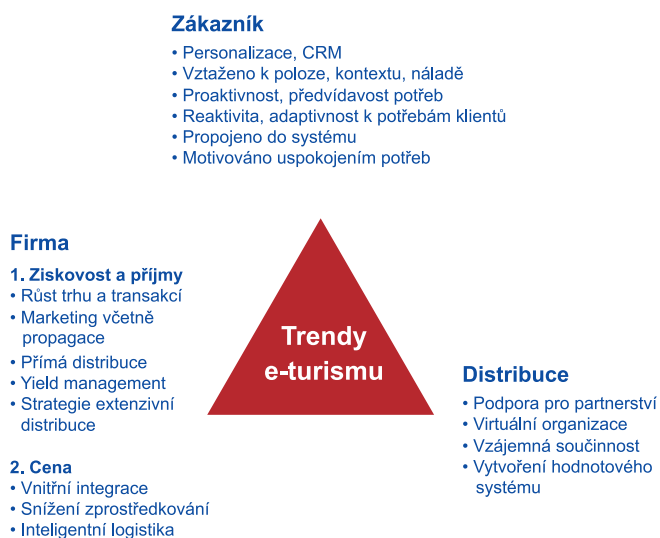 Zákazník
• Personalizace, CRM
• Vztaženo k poloze, kontextu, náladě
• Proaktivnost, předvídavost potřeb
• Reaktivita, adaptivnost k potřebám klientů
• Propojeno do systému
• Motivováno uspokojením potřeb
Firma
1. Ziskovost a příjmy
• Růst trhu a transakcí
• Marketing včetně
propagace
• Přímá distribuce
• Yield management
• Strategie extenzivní
distribuce
2. Cena
• Vnitřní integrace
• Snížení zprostředkování
• Inteligentní logistika
Trendy
e-turismu
Distribuce
• Podpora pro partnerství
• Virtuální organizace
• Vzájemná součinnost
• Vytvoření hodnotového
systému